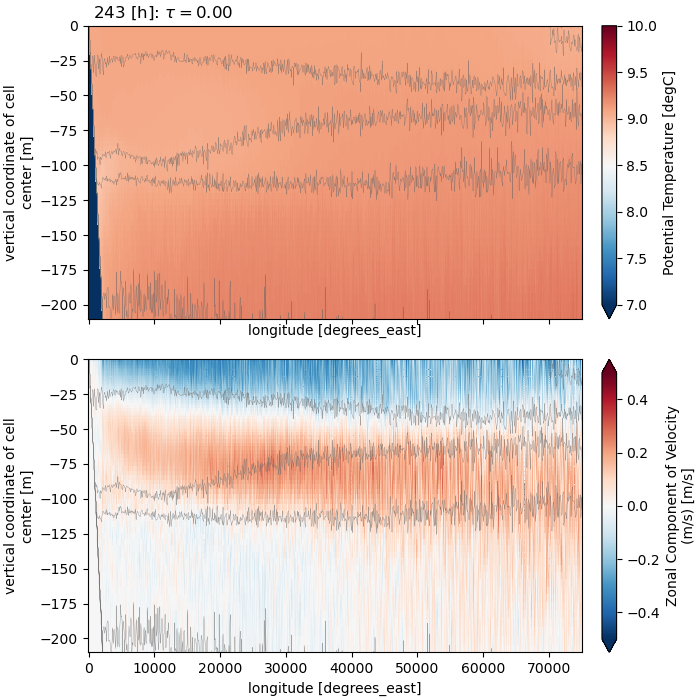 243 [h]: τ = 0.00
0
−25
−50
−75
−100
−125
−150
−175
−200
vertical coordinate of cell
center [m]
longitude [degrees_east]
10.0
9.5
9.0
8.5
8.0
7.5
7.0
Potential Temperature [degC]
0
−25
−50
−75
−100
−125
−150
−175
−200
vertical coordinate of cell
center [m]
0 10000 20000 30000 40000 50000 60000 70000
longitude [degrees_east]
0.4
0.2
0.0
−0.2
−0.4
Zonal Component of Velocity
(m/s) [m/s]